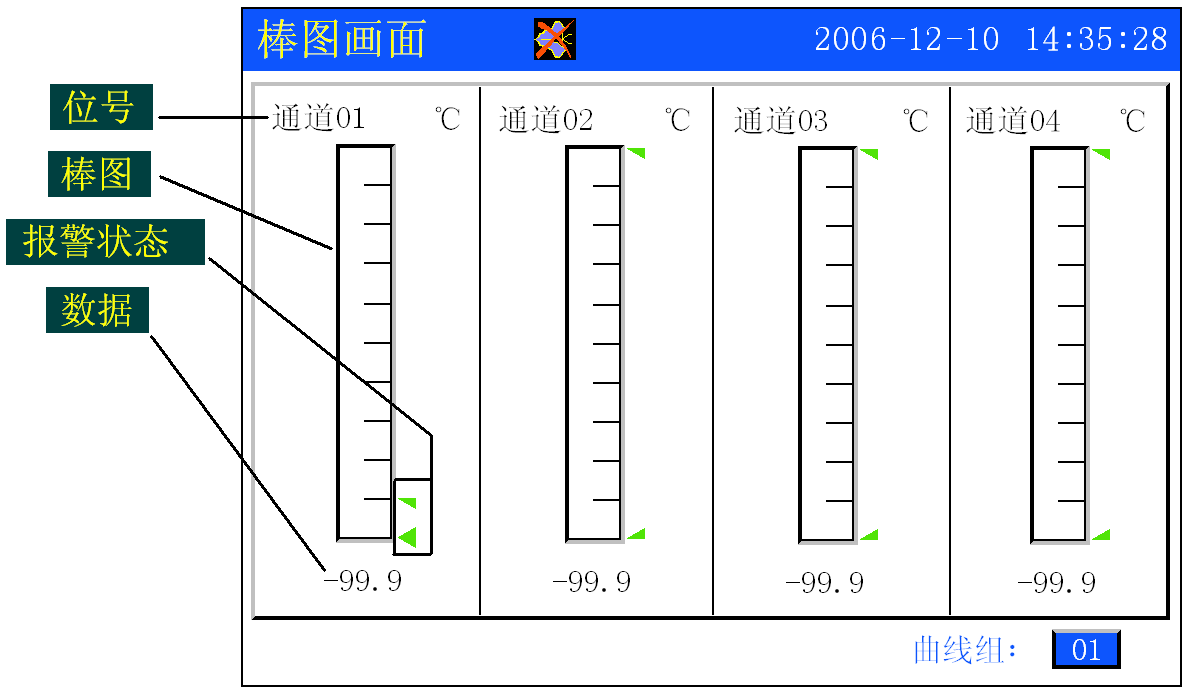 棒图画面 2006-12-10 14:35:28
位号
棒图
报警状态
数据
通道01 ℃
通道02 ℃
通道03 ℃
通道04 ℃
-99.9
-99.9
-99.9
-99.9
曲线组： 01